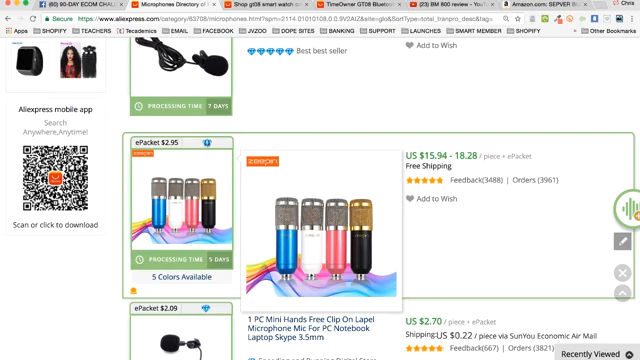 (60) 90-DAY ECOM CHAL
Microphones Directory of M
Shop gt08 smart watch on
TimeOwner GT08 Bluetoo
(23) BM 800 review - YouT
Amazon.com: SEPVER BM
Chris
Secure
https://www.aliexpress.com/category/63708/microphones.html?spm=2114.01010108.0.0.9V2AIZ&site=glo&SortType=total_tranpro_desc&tag=
Apps
SHOPIFY
TEACHERS
Tecademics
EMAIL
FACEBOOK
JVZOO
DOPE SITES
BANKING
SUPPORT
LAUNCHES
SMART MEMBER
SHOPIFY
Other Bookmarks
Add to Wish
Best best seller
PROCESSING TIME 7 DAYS
Aliexpress mobile app
Search
Anywhere,Anytime!
Scan or click to download
ePacket $2.95
ZEEPIN
PROCESSING TIME 5 DAYS
5 Colors Available
ZEEPIN
US $15.94 - 18.28 / piece + ePacket
Free Shipping
Feedback(3488) | Orders (3961)
Add to Wish
ePacket $2.09
1 PC Mini Hands Free Clip On Lapel
Microphone Mic For PC Notebook
Laptop Skype 3.5mm
US $2.70 / piece + ePacket
Shipping:US $0.22 / piece via SunYou Economic Air Mail
Feedback(667) | Orders (3821)
Recently Viewed